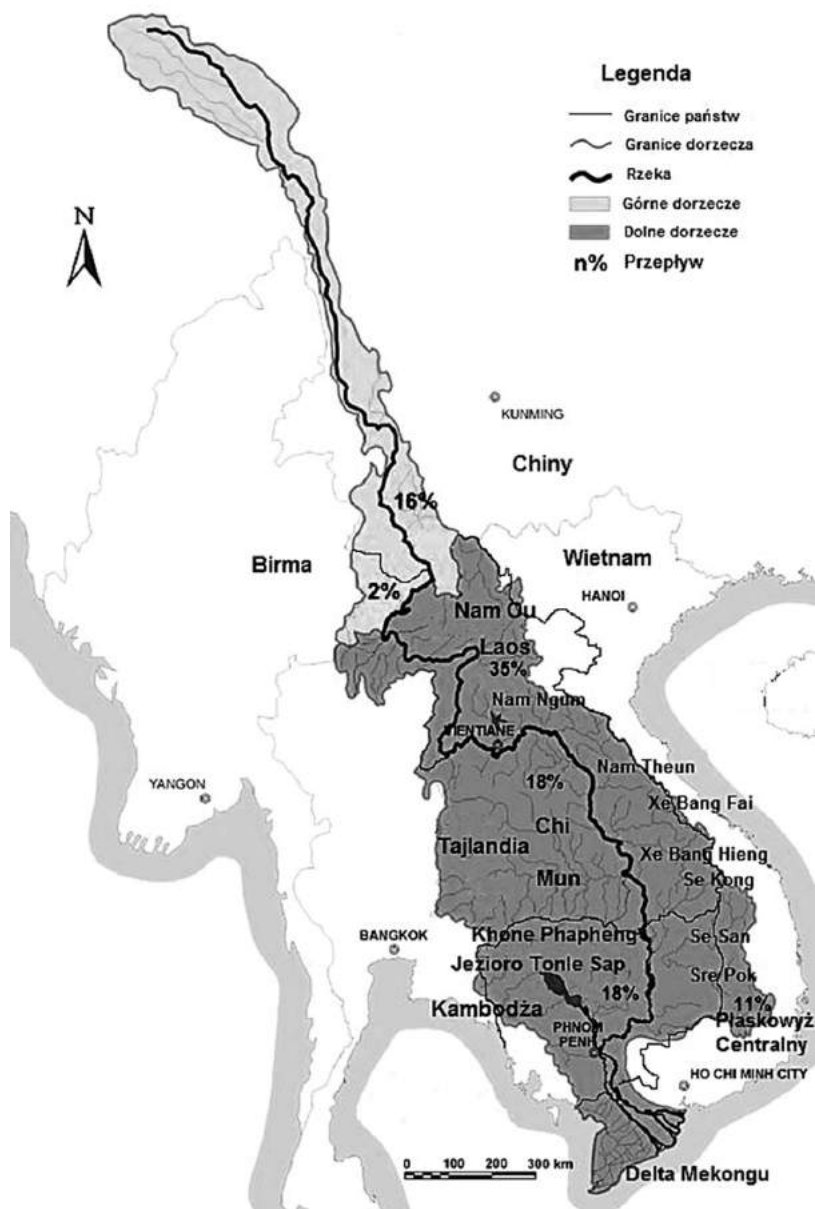 Legenda
Granice państw
Granice dorzecza
Rzeka
Górne dorzecze
Dolne dorzecze
n% Przepływ
N
KUNMING
Chiny
16%
Birma
2%
Wietnam
HANOI
Nam Ou
Laos
35%
Nam Ngum
VIENTIANE
YANGON
18%
Nam Theun
Xe Bang Fai
Chi
Tajlandia
Xe Bang Hieng
Mun
Se Kong
BANGKOK
Khone Phapheng
Se San
Jezioro Tonle Sap
Sre Pok
18%
11%
Kambodża
Płaskowyż
Centralny
PHNOM
PENH
HO CHI MINH CITY
0 100 200 300 km
Delta Mekongu